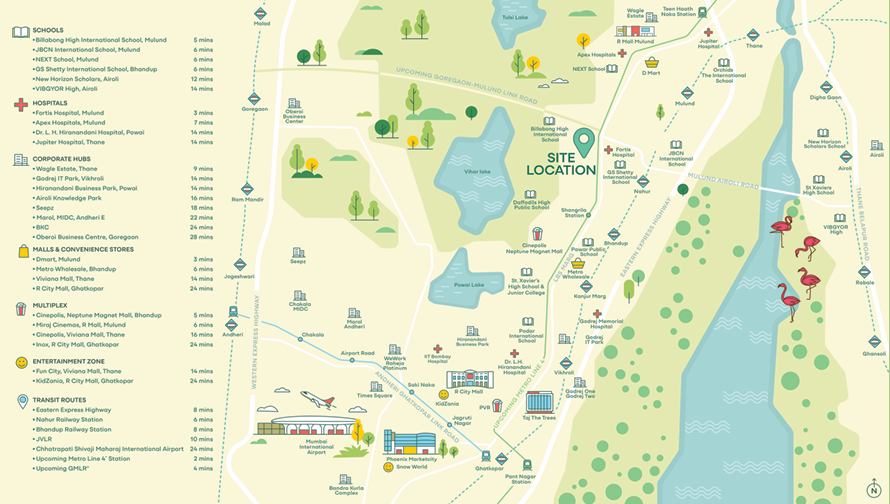 SCHOOLS
•Billabong High International School, Mulund 5 mins
•JBCN International School, Mulund 6 mins
•NEXT School, Mulund 6 mins
•GS Shetty International School, Bhandup 6 mins
•New Horizon Scholars, Airoli 12 mins
•VIBGYOR High, Airoli 14 mins
HOSPITALS
•Fortis Hospital, Mulund 3 mins
•Apex Hospitals, Mulund 7 mins
•Dr. L. H. Hiranandani Hospital, Powai 14 mins
•Jupiter Hospital, Thane 14 mins
CORPORATE HUBS
•Wagle Estate, Thane 9 mins
•Godrej IT Park, Vikhroli 14 mins
•Hiranandani Business Park, Powai 14 mins
•Airoli Knowledge Park 16 mins
•Seepz 18 mins
•Marol, MIDC, Andheri E 22 mins
•BKC 24 mins
•Oberoi Business Centre, Goregaon 28 mins
MALLS & CONVENIENCE STORES
•Dmart, Mulund 3 mins
•Metro Wholesale, Bhandup 6 mins
•Viviana Mall, Thane 14 mins
•R City Mall, Ghatkopar 24 mins
MULTIPLEX
•Cinepolis, Neptune Magnet Mall, Bhandup 5 mins
•Miraj Cinemas, R Mall, Mulund 6 mins
•Cinepolis, Viviana Mall, Thane 16 mins
•Inox, R City Mall, Ghatkopar 24 mins
ENTERTAINMENT ZONE
•Fun City, Viviana Mall, Thane 14 mins
•KidZania, R City Mall, Ghatkopar 24 mins
TRANSIT ROUTES
•Eastern Express Highway 8 mins
•Nahur Railway Station 6 mins
•Bhandup Railway Station 8 mins
•JVLR 10 mins
•Chhatrapati Shivaji Maharaj International Airport 24 mins
•Upcoming Metro Line 4* Station 2 mins
•Upcoming GMLR* 4 mins
Malad
Tulsi Lake
Wagle
Estate
Teen Haath
Naka Station
R Mall Mulund
Jupiter
Hospital
Thane
Apex Hospitals
NEXT School
D Mart
Orchids
The International
School
UPCOMING GOREGAON-MULUND LINK ROAD
Mulund
Digha Gaon
Goregaon
Oberoi
Business
Center
Billabong High
International
School
SITE
LOCATION
Fortis
Hospital
JBCN
International
School
New Horizon
Scholars School
Airoli
Airoli
Vihar lake
GS Shetty
International
School
Nahur
MULUND AIROLI ROAD
St Xaviers
High School
Ram Mandir
Daffodils High
Public School
Shangrila
Station
VIBGYOR
High
THANE BELAPUR ROAD
Cinepolis
Neptune Magnet Mall
Bhandup
Pawar Public
School
EASTERN EXPRESS HIGHWAY
LBS MARG
Seepz
Jogeshwari
Metro
Wholesale
Rabale
Powai Lake
St. Xavier's
High School &
Junior College
Kanjur Marg
Chakala
MIDC
WESTERN EXPRESS HIGHWAY
Marol
Andheri
Podar
International
School
Godrej Memorial
Hospital
Andheri
Chakala
Hiranandani
Business Park
Godrej
IT Park
Ghansoli
Airport Road
WeWork
Raheja
Platinum
IIT Bombay
Hospital
Dr. L.H.
Hiranandani
Hospital
Vikhroli
ANDHERI GHATKOPAR LINK ROAD
Times Square
Saki Naka
R City Mall
KidZania
UPCOMING METRO LINE
Godrej One
Godrej Two
PVR
Taj The Trees
Jagruti
Nagar
Mumbai
International
Airport
Phoenix Marketcity
Snow World
Ghatkopar
Pant Nagar
Station
Bandra Kurla
Complex
N